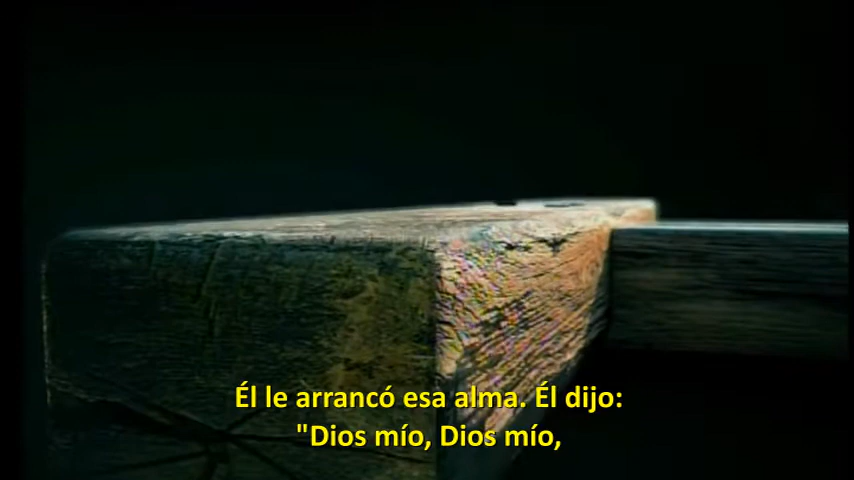 Él le arrancó esa alma. Él dijo:
"Dios mío, Dios mío,